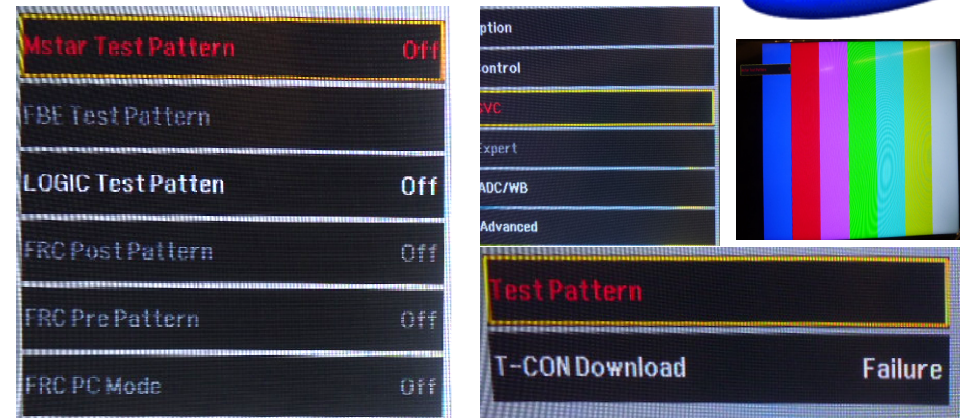 Mstar Test Pattern Off
FBE Test Pattern
LOGIC Test Patten Off
FRC Post Pattern Off
FRC Pre Pattern Off
FRC PC Mode Off
ption
ontrol
SVC
Expert
ADC/WB
Advanced
Test Pattern
T-CON Download Failure